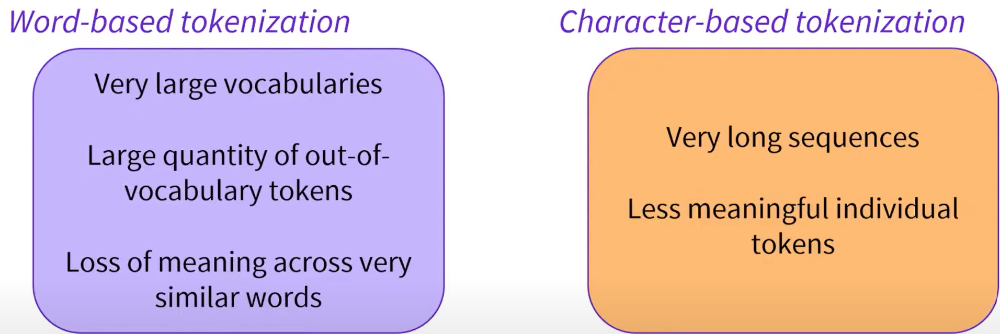 Word-based tokenization
Very large vocabularies
Large quantity of out-of-
vocabulary tokens
Loss of meaning across very
similar words
Character-based tokenization
Very long sequences
Less meaningful individual
tokens